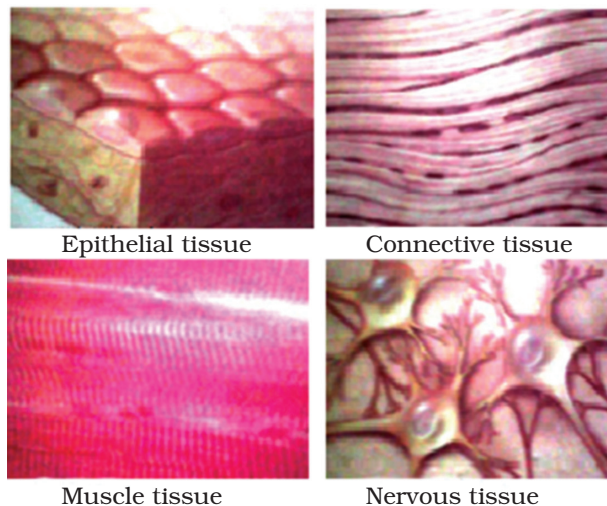 Epithelial tissue
Connective tissue
Muscle tissue
Nervous tissue